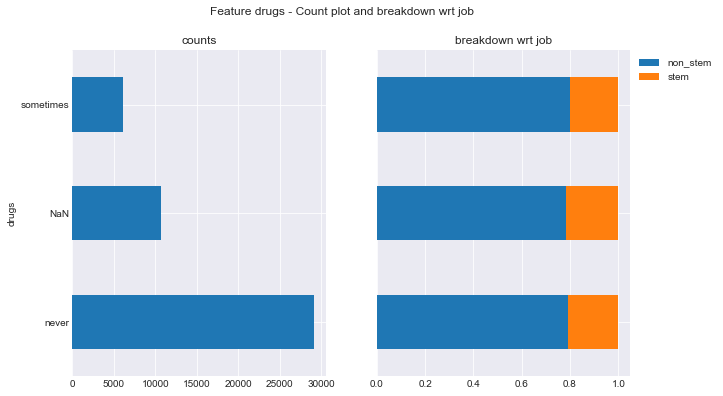 Feature drugs - Count plot and breakdown wrt job
counts
breakdown wrt job
non_stem
stem
drugs
sometimes
NaN
never
0 5000 10000 15000 20000 25000 30000
0.0 0.2 0.4 0.6 0.8 1.0